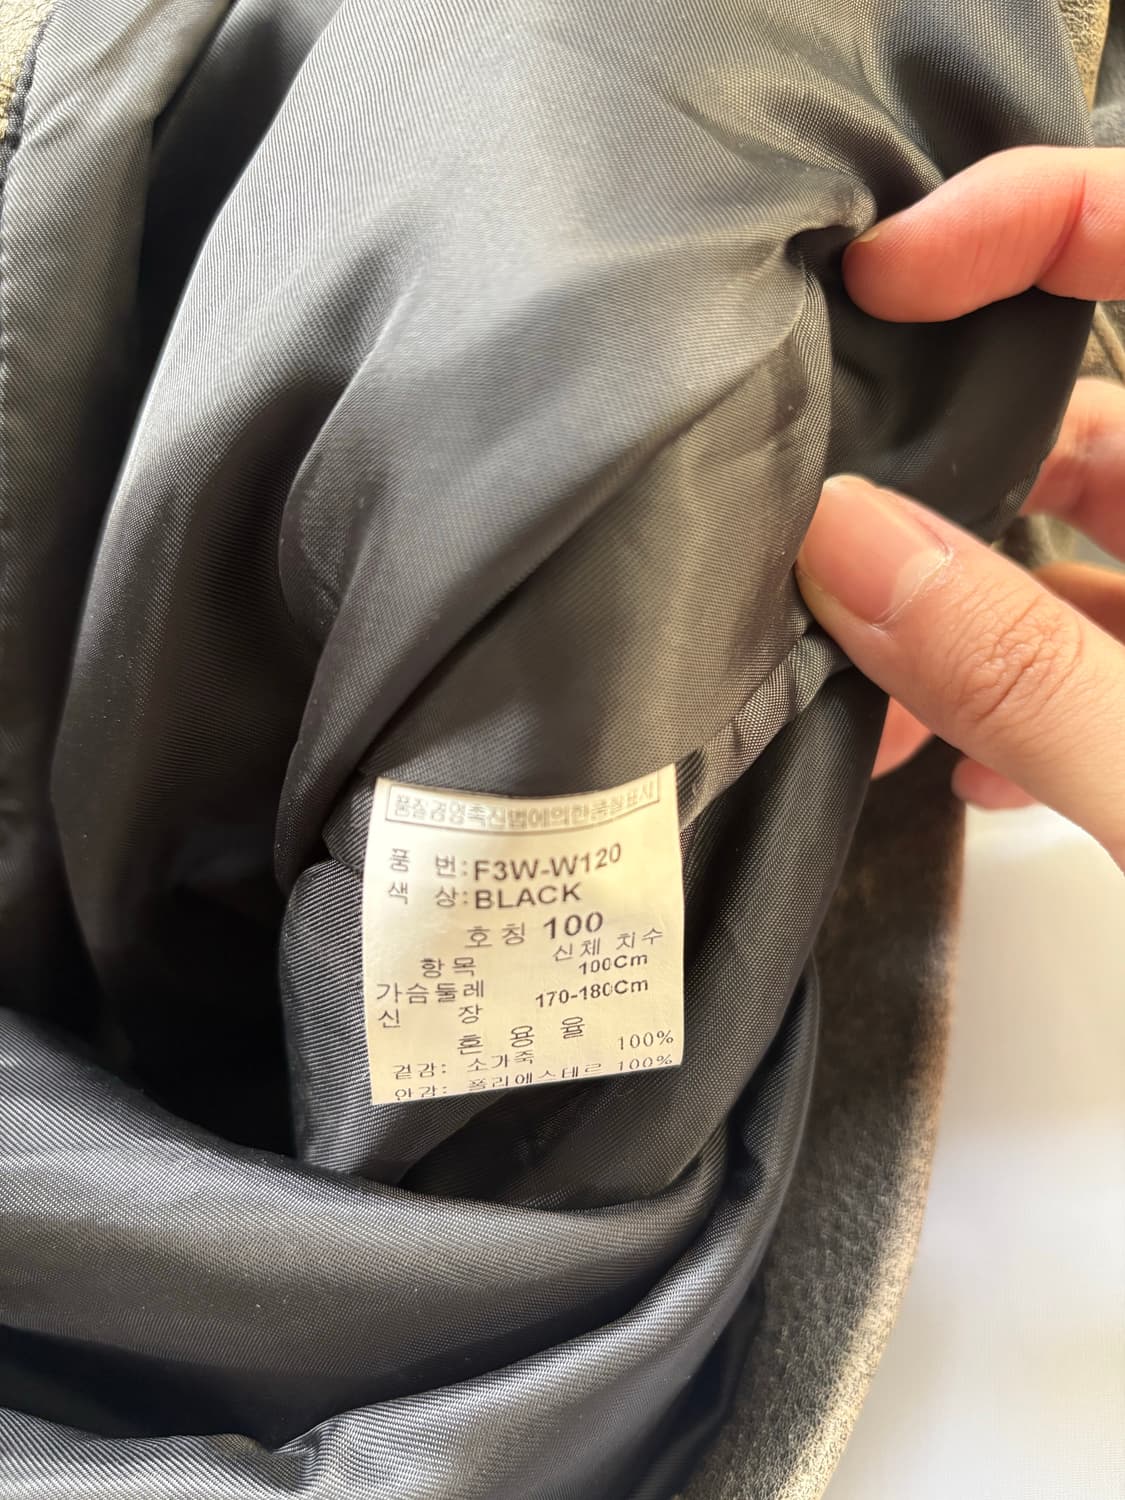 품질경영촉진법에의한품질표시
품 번:F3W-W120
색 상:BLACK
호칭 100
항목 신체 치수
가슴둘레 100Cm
신 장 170-180Cm
혼 용 율
겉감: 소가죽 100%
안감: 폴리에스테르 100%